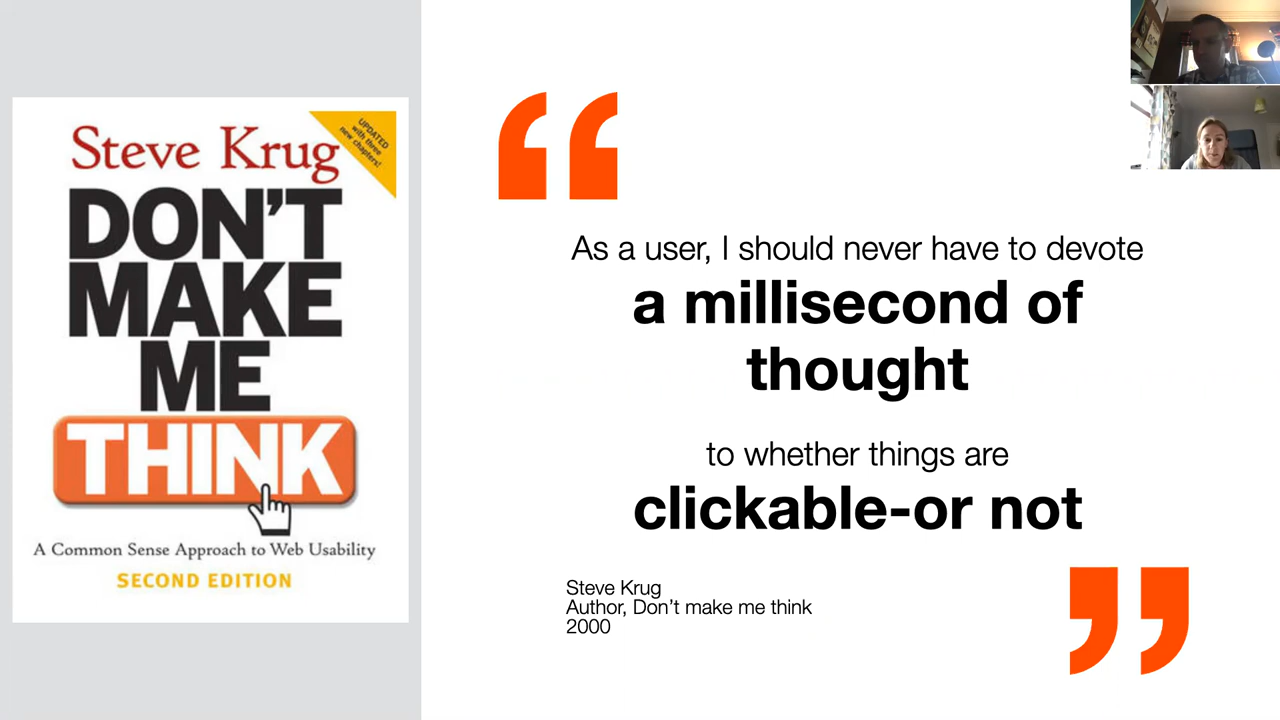 Steve Krug
UPDATED
with three
new chapters!
DON'T
MAKE
ME
THINK
A Common Sense Approach to Web Usability
SECOND EDITION
“
As a user, I should never have to devote
a millisecond of
thought
to whether things are
clickable-or not
Steve Krug
Author, Don’t make me think
2000
”